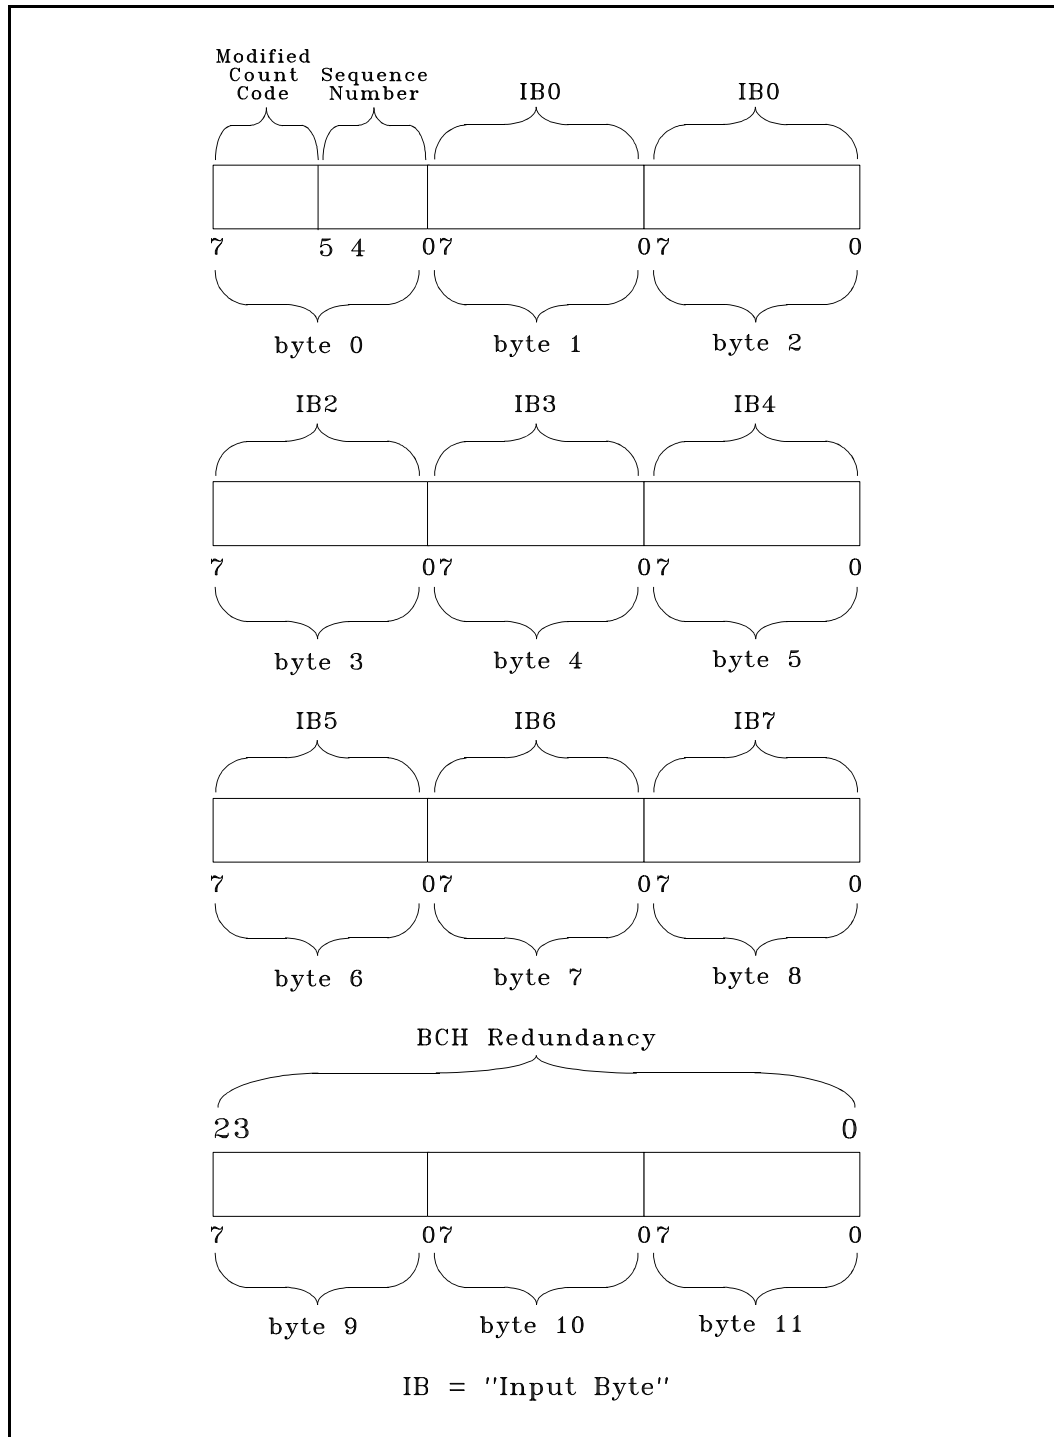 Modified
Count Sequence
Code Number IB0 IB0
7 5 4 07 07 0
byte 0 byte 1 byte 2
IB2 IB3 IB4
7 07 07 0
byte 3 byte 4 byte 5
IB5 IB6 IB7
7 07 07 0
byte 6 byte 7 byte 8
BCH Redundancy
23 0
7 07 07 0
byte 9 byte 10 byte 11
IB = "Input Byte"